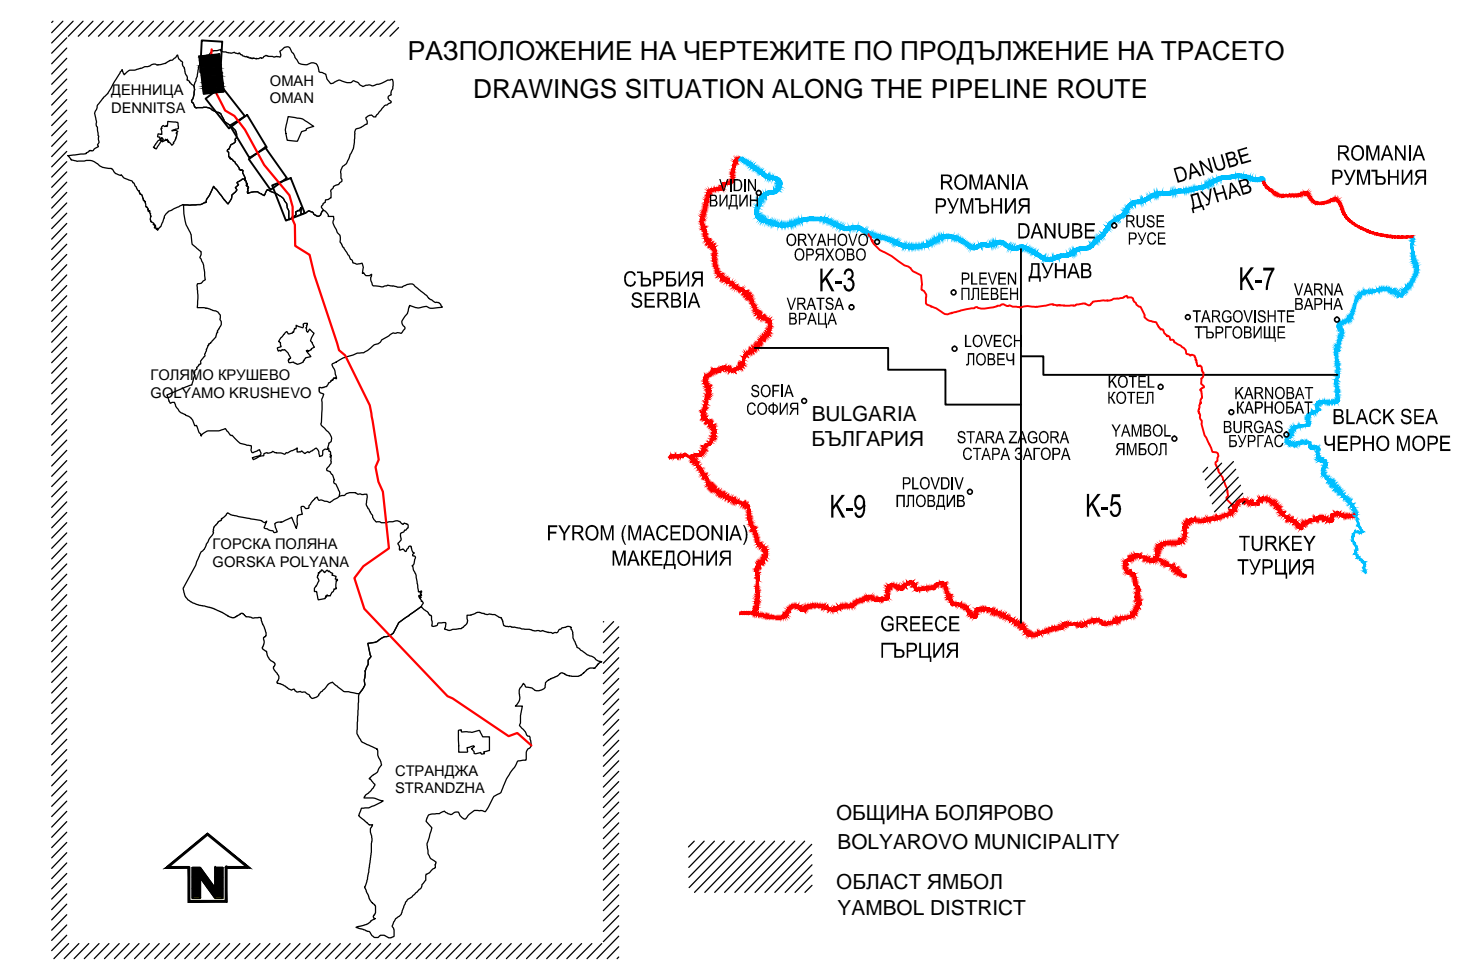 РАЗПОЛОЖЕНИЕ НА ЧЕРТЕЖИТЕ ПО ПРОДЪЛЖЕНИЕ НА ТРАСЕТО
DRAWINGS SITUATION ALONG THE PIPELINE ROUTE
ДЕННИЦА
DENNITSA
ОМАН
OMAN
ГОЛЯМО КРУШЕВО
GOLYAMO KRUSHEVO
ГОРСКА ПОЛЯНА
GORSKA POLYANA
СТРАНДЖА
STRANDZHA
N
VIDIN
ВИДИН
ROMANIA
РУМЪНИЯ
DANUBE
ДУНАВ
ROMANIA
РУМЪНИЯ
ORYAHOVO
ОРЯХОВО
DANUBE
ДУНАВ
RUSE
РУСЕ
СЪРБИЯ
SERBIA
K-3
VRATSA
ВРАЦА
PLEVEN
ПЛЕВЕН
K-7
VARNA
ВАРНА
TARGOVISHTE
ТЪРГОВИЩЕ
LOVECH
ЛОВЕЧ
SOFIA
СОФИЯ
BULGARIA
БЪЛГАРИЯ
KOTEL
КОТЕЛ
KARNOBAT
КАРНОБАТ
BURGAS
БУРГАС
BLACK SEA
ЧЕРНО МОРЕ
STARA ZAGORA
СТАРА ЗАГОРА
YAMBOL
ЯМБОЛ
PLOVDIV
ПЛОВДИВ
K-9
K-5
FYROM (MACEDONIA)
МАКЕДОНИЯ
TURKEY
ТУРЦИЯ
GREECE
ГЪРЦИЯ
ОБЩИНА БОЛЯРОВО
BOLYAROVO MUNICIPALITY
ОБЛАСТ ЯМБОЛ
YAMBOL DISTRICT